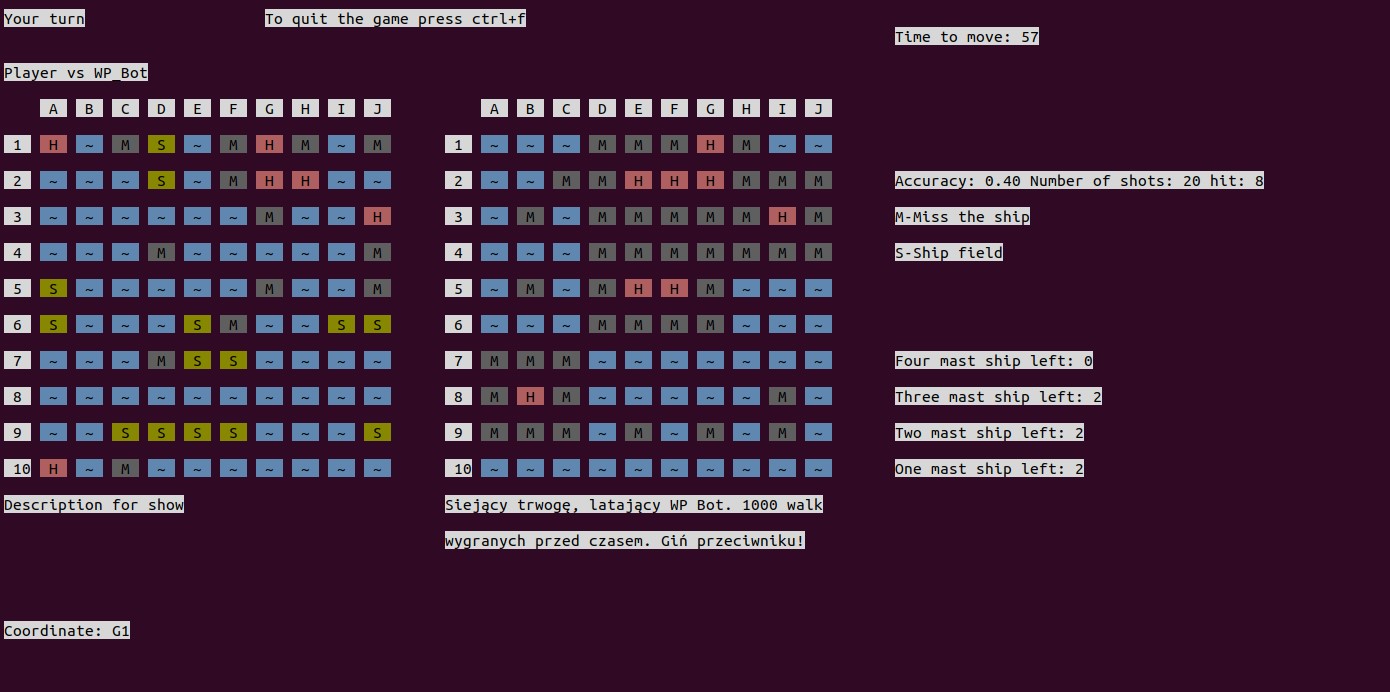 Your turn To quit the game press ctrl+f
Time to move: 57
Player vs WP_Bot
A B C D E F G H I J A B C D E F G H I J
1 H ~ M S ~ M H M ~ M 1 ~ ~ ~ M M M H M ~ ~
2 ~ ~ ~ S ~ M H H ~ ~ 2 ~ ~ M M H H H M M M Accuracy: 0.40 Number of shots: 20 hit: 8
3 ~ ~ ~ ~ ~ ~ M ~ ~ H 3 ~ M ~ M M M M M H M M-Miss the ship
4 ~ ~ ~ M ~ ~ ~ ~ ~ M 4 ~ ~ ~ M M M M M M M S-Ship field
5 S ~ ~ ~ ~ ~ M ~ ~ M 5 ~ M ~ M H H M ~ ~ ~
6 S ~ ~ ~ S M ~ ~ S S 6 ~ ~ ~ M M M M ~ ~ ~
7 ~ ~ ~ M S S ~ ~ ~ ~ 7 M M M ~ ~ ~ ~ ~ ~ ~ Four mast ship left: 0
8 ~ ~ ~ ~ ~ ~ ~ ~ ~ ~ 8 M H M ~ ~ ~ ~ ~ M ~ Three mast ship left: 2
9 ~ ~ S S S S ~ ~ ~ S 9 M M M ~ M ~ M ~ M ~ Two mast ship left: 2
10 H ~ M ~ ~ ~ ~ ~ ~ ~ 10 ~ ~ ~ ~ ~ ~ ~ ~ ~ ~ One mast ship left: 2
Description for show Siejący trwogę, latający WP Bot. 1000 walk
wygranych przed czasem. Giń przeciwniku!
Coordinate: G1